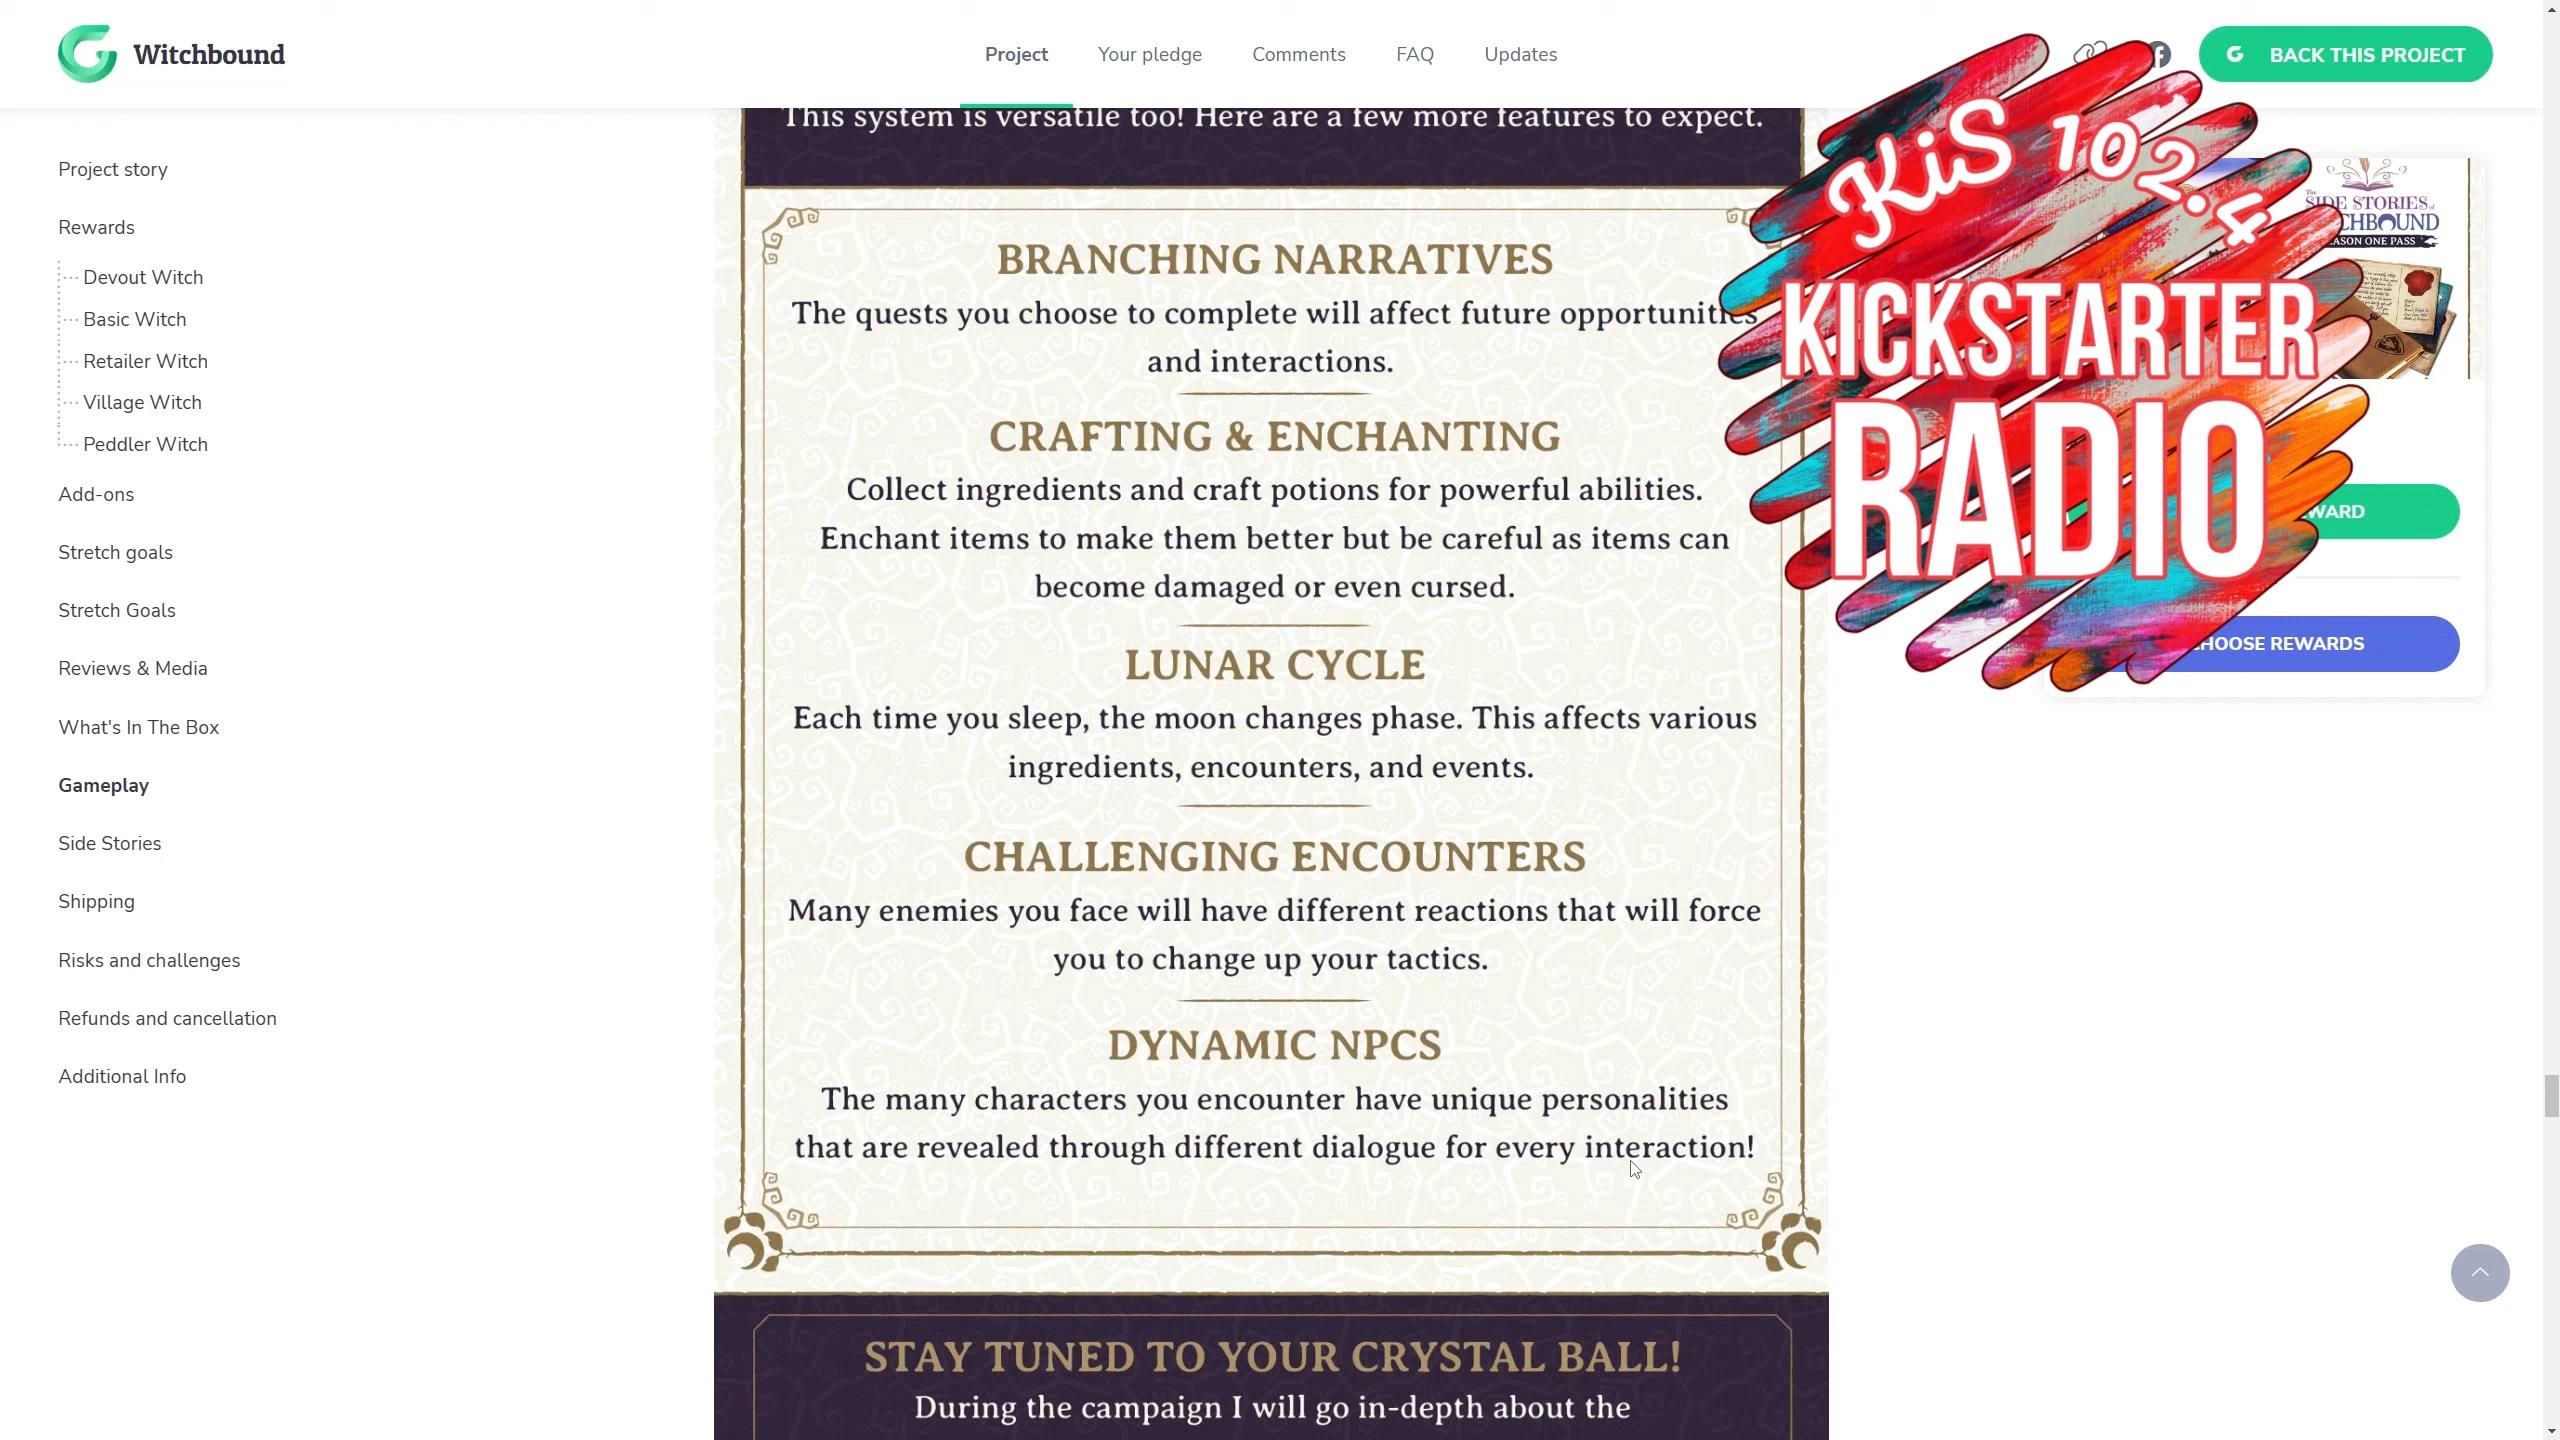 Witchbound
Project
Your pledge
Comments
FAQ
Updates
BACK THIS PROJECT
Project story
Rewards
Devout Witch
Basic Witch
Retailer Witch
Village Witch
Peddler Witch
Add-ons
Stretch goals
Stretch Goals
Reviews & Media
What's In The Box
Gameplay
Side Stories
Shipping
Risks and challenges
Refunds and cancellation
Additional Info
This system is versatile too! Here are a few more features to expect.
BRANCHING NARRATIVES
The quests you choose to complete will affect future opportunities
and interactions.
CRAFTING & ENCHANTING
Collect ingredients and craft potions for powerful abilities.
Enchant items to make them better but be careful as items can
become damaged or even cursed.
LUNAR CYCLE
Each time you sleep, the moon changes phase. This affects various
ingredients, encounters, and events.
CHALLENGING ENCOUNTERS
Many enemies you face will have different reactions that will force
you to change up your tactics.
DYNAMIC NPCS
The many characters you encounter have unique personalities
that are revealed through different dialogue for every interaction!
STAY TUNED TO YOUR CRYSTAL BALL!
During the campaign I will go in-depth about the
KiS 102.4
KICKSTARTER
RADIO
The
SIDE STORIES of
CHBOUND
ASON ONE PASS
WARD
HOOSE REWARDS